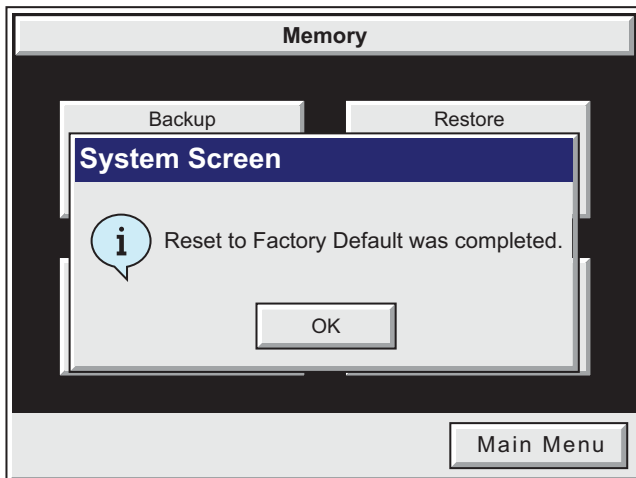 Memory
Backup
Restore
System Screen
i
Reset to Factory Default was completed.
OK
Main Menu